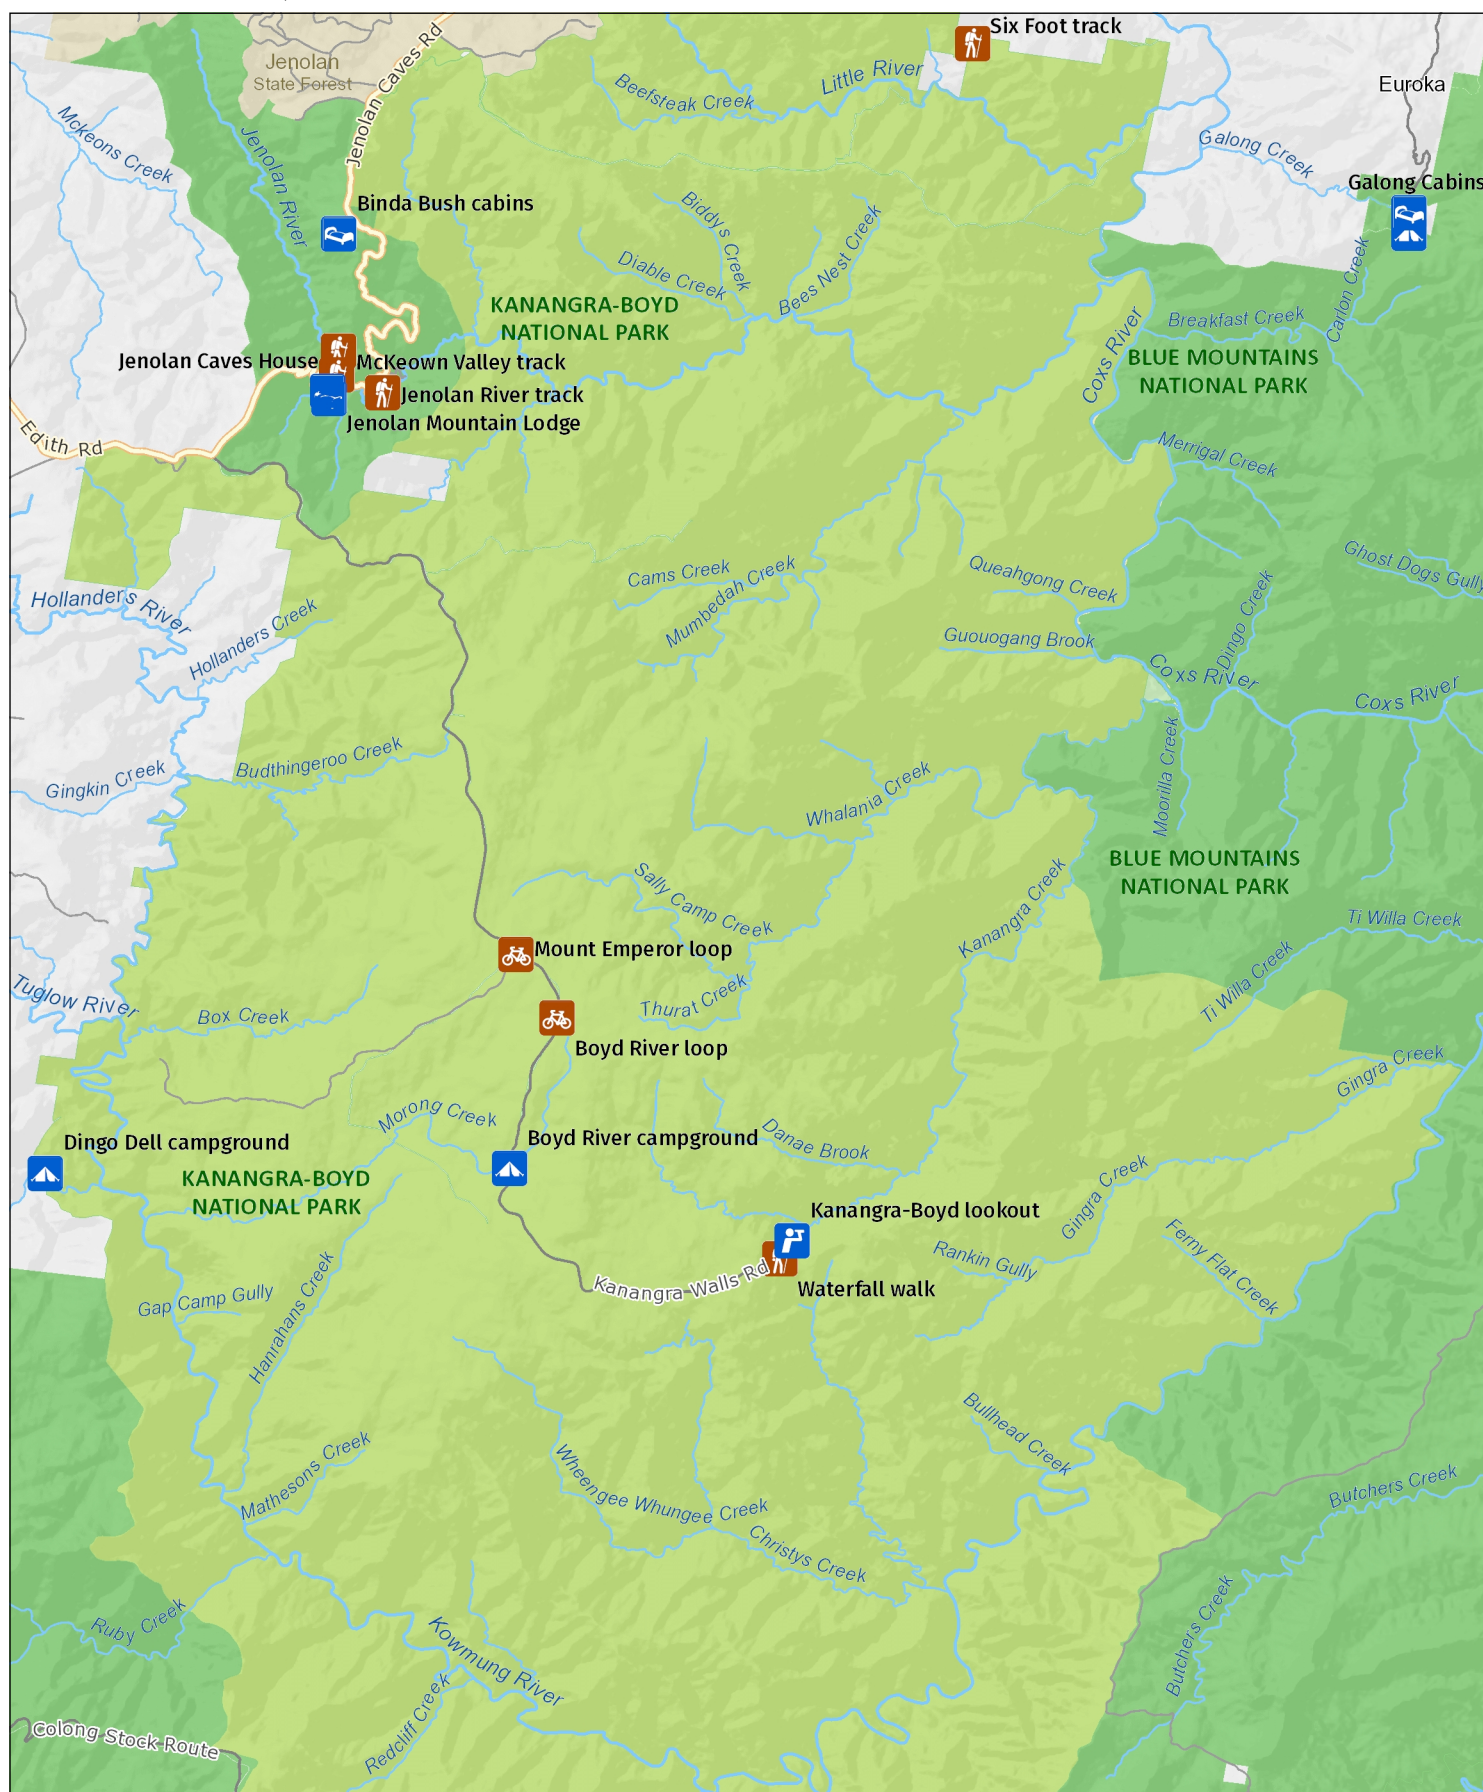 Six Foot track
Jenolan
State Forest
Jenolan Caves Rd
Beefsteak Creek
Little River
Euroka
Mckeons Creek
Jenolan River
Galong Creek
Galong Cabins
Binda Bush cabins
Biddys Creek
Diable Creek
Bees Nest Creek
Carlon Creek
KANANGRA-BOYD
NATIONAL PARK
Breakfast Creek
Coxs River
BLUE MOUNTAINS
NATIONAL PARK
Jenolan Caves House
McKeown Valley track
Jenolan River track
Jenolan Mountain Lodge
Edith Rd
Merrigal Creek
Cams Creek
Mumbedah Creek
Queahgong Creek
Ghost Dogs Gully
Hollanders River
Hollanders Creek
Dingo Creek
Guouogang Brook
Coxs River
Coxs River
Budthingeroo Creek
Gingkin Creek
Whalania Creek
Moorilla Creek
BLUE MOUNTAINS
NATIONAL PARK
Sally Camp Creek
Kanangra Creek
Ti Willa Creek
Ti Willa Creek
Mount Emperor loop
Tuglow River
Box Creek
Thurat Creek
Boyd River loop
Gingra Creek
Morong Creek
Danae Brook
Dingo Dell campground
Boyd River campground
KANANGRA-BOYD
NATIONAL PARK
Gingra Creek
Kanangra-Boyd lookout
Rankin Gully
Ferny Flat Creek
Kanangra Walls Rd
Waterfall walk
Gap Camp Gully
Hanrahans Creek
Bullhead Creek
Mathesons Creek
Wheengee Whungee Creek
Butchers Creek
Christys Creek
Ruby Creek
Butchers Creek
Kowmung River
Redcliff Creek
Colong Stock Route